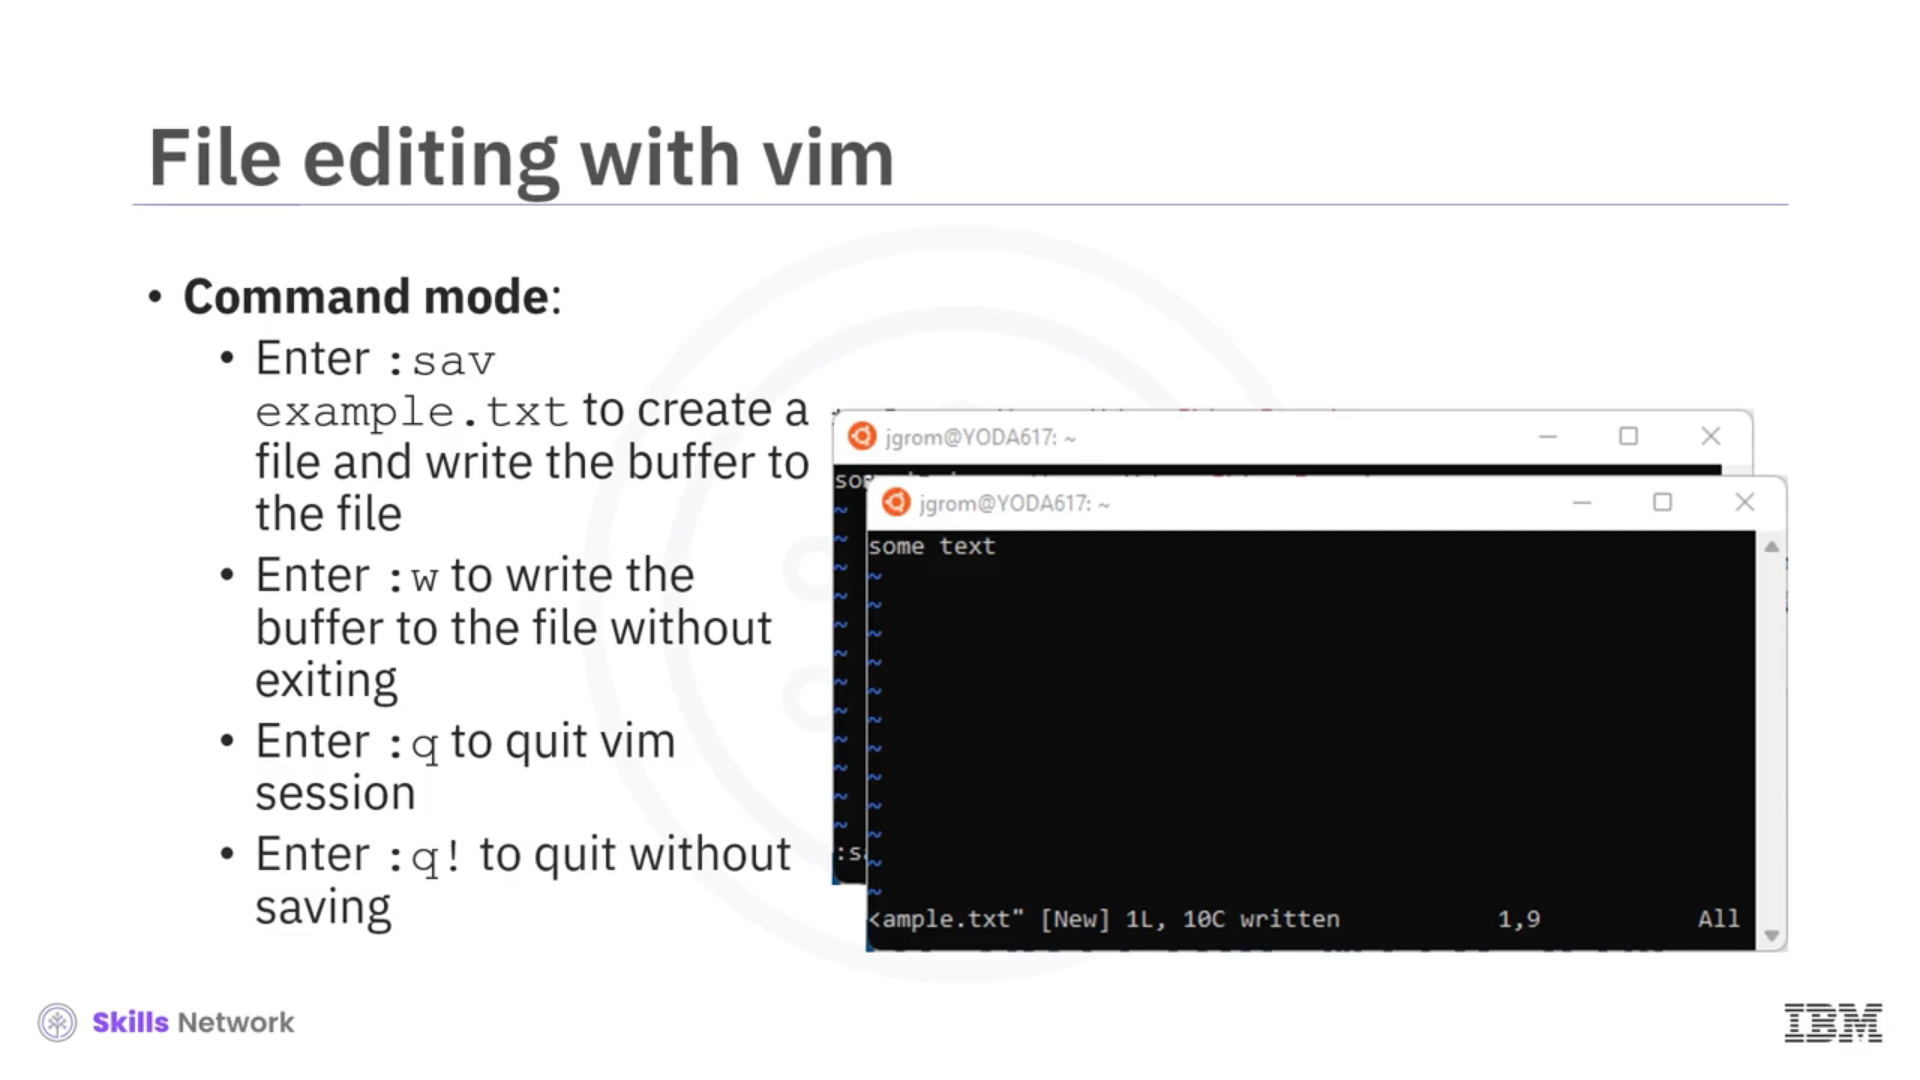 File editing with vim
• Command mode:
• Enter :sav
example.txt to create a
file and write the buffer to
the file
• Enter :w to write the
buffer to the file without
exiting
• Enter :q to quit vim
session
• Enter :q! to quit without
saving
jgrom@YODA617: ~
jgrom@YODA617: ~
some text
~
~
~
~
~
~
~
~
~
~
~
~
<ample.txt" [New] 1L, 10C written 1,9 All
Skills Network
IBM